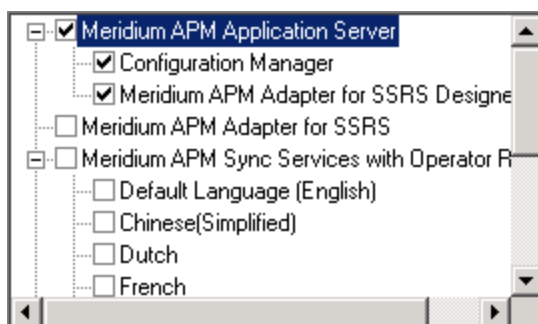 Meridium APM Application Server
Configuration Manager
Meridium APM Adapter for SSRS Designe
Meridium APM Adapter for SSRS
Meridium APM Sync Services with Operator R
Default Language (English)
Chinese(Simplified)
Dutch
French